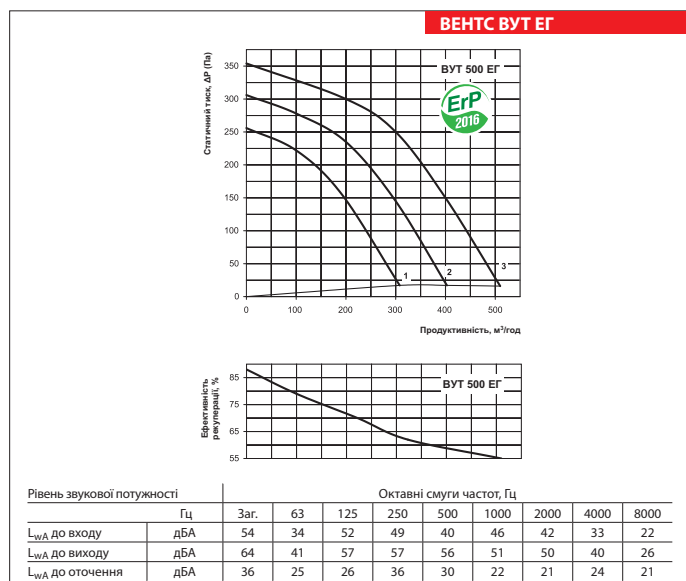 ВЕНТС ВУТ ЕГ
ВУТ 500 ЕГ
ErP
2016
Статичний тиск, ΔP (Па)
350
300
250
200
150
100
50
0
1
2
3
0 100 200 300 400 500
Продуктивність, м³/год
ВУТ 500 ЕГ
Ефективність
рекуперації, %
85
75
65
55
Рівень звукової потужності Октавні смуги частот, Гц
Гц Заг. 63 125 250 500 1000 2000 4000 8000
LwA до входу дБА 54 34 52 49 40 46 42 33 22
LwA до виходу дБА 64 41 57 57 56 51 50 40 26
LwA до оточення дБА 36 25 26 36 30 22 21 24 21